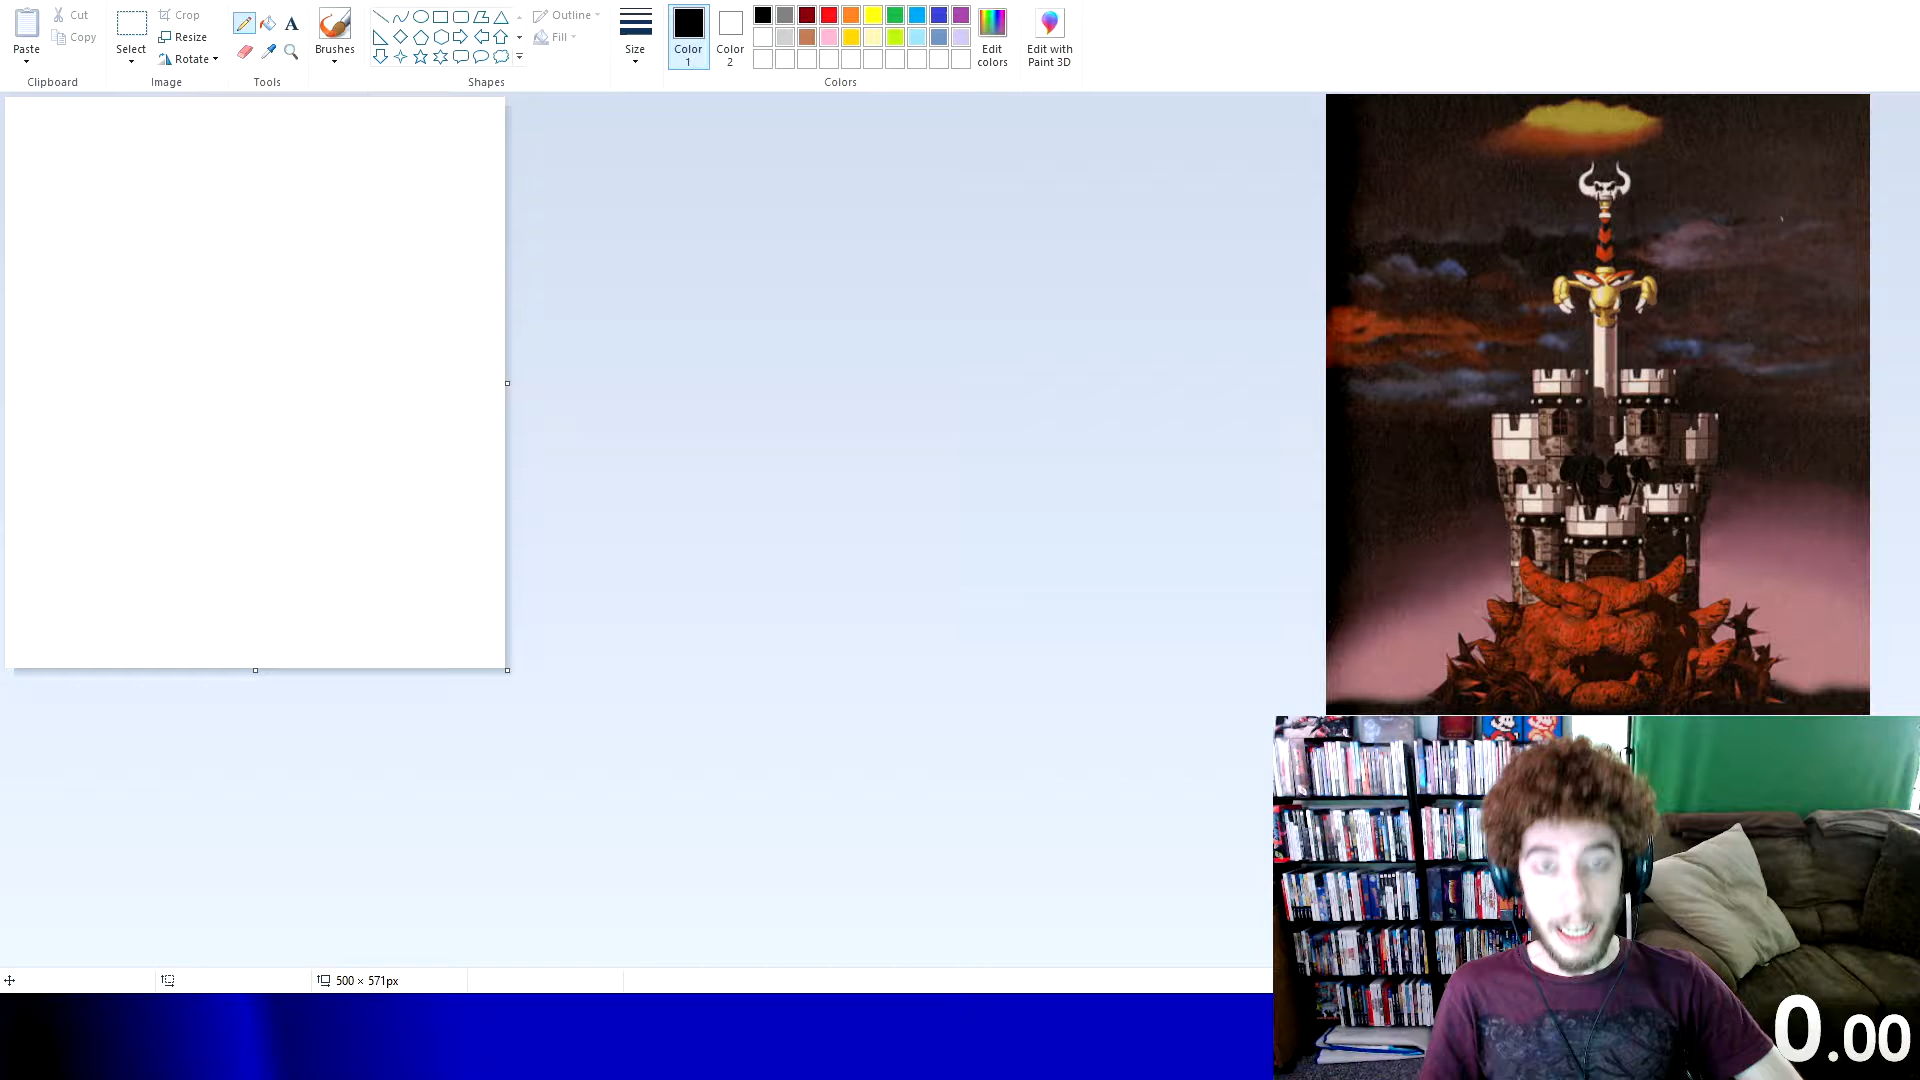 Paste
Cut
Copy
Clipboard
Select
Crop
Resize
Rotate
Image
A
Tools
Brushes
Shapes
Outline
Fill
Size
Color 1
Color 2
Colors
Edit colors
Edit with Paint 3D
500 × 571px
0.00